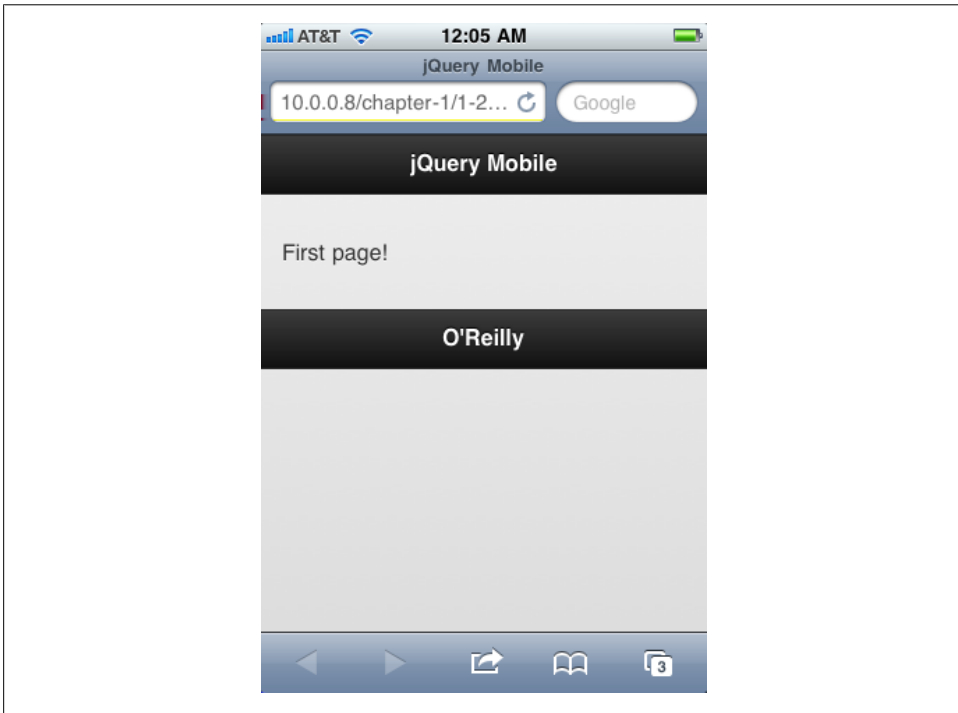 AT&T 12:05 AM
jQuery Mobile
10.0.0.8/chapter-1/1-2... Google
jQuery Mobile
First page!
O'Reilly
3